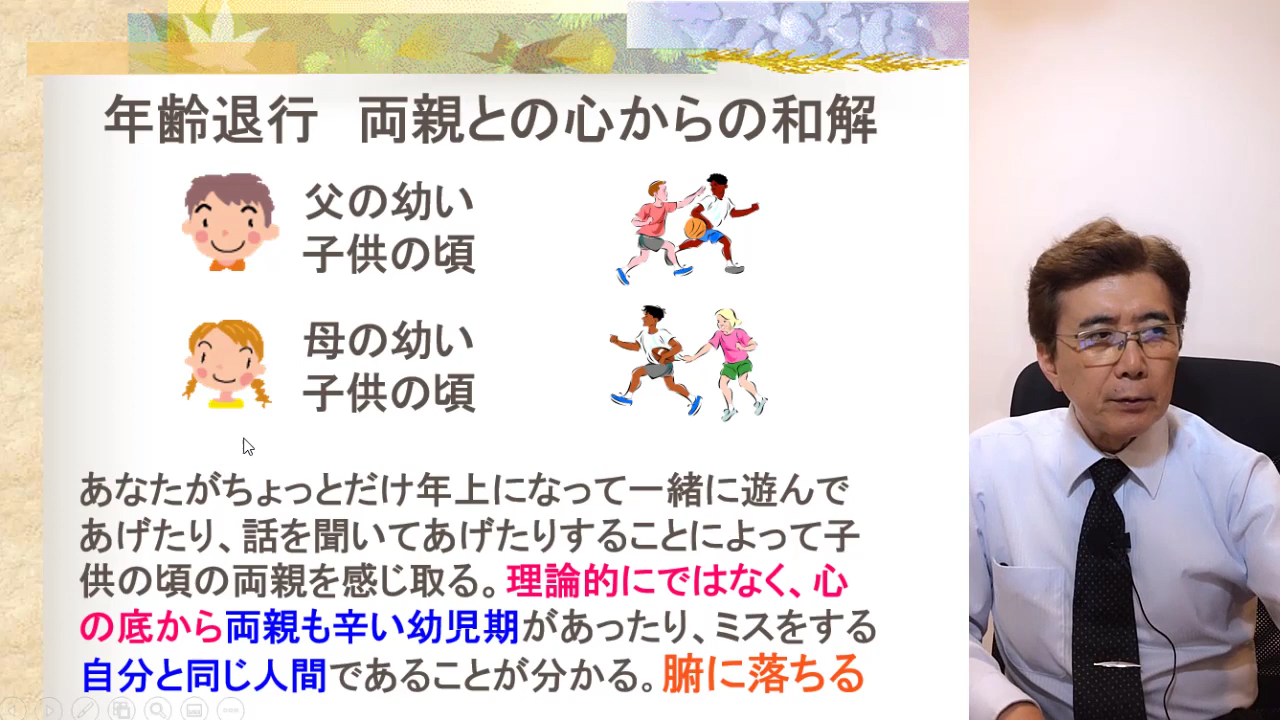 年齢退行　両親との心からの和解
父の幼い
子供の頃
母の幼い
子供の頃
あなたがちょっとだけ年上になって一緒に遊んで
あげたり、話を聞いてあげたりすることによって子
供の頃の両親を感じ取る。理論的にではなく、心
の底から両親も辛い幼児期があったり、ミスをする
自分と同じ人間であることが分かる。腑に落ちる